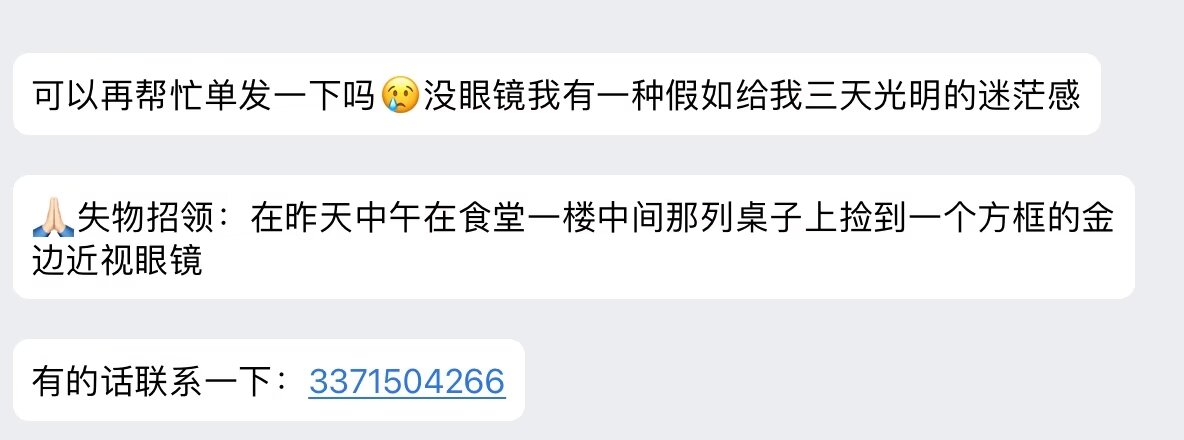 可以再帮忙单发一下吗😢没眼镜我有一种假如给我三天光明的迷茫感
🙏🏻失物招领：在昨天中午在食堂一楼中间那列桌子上捡到一个方框的金
边近视眼镜
有的话联系一下：3371504266